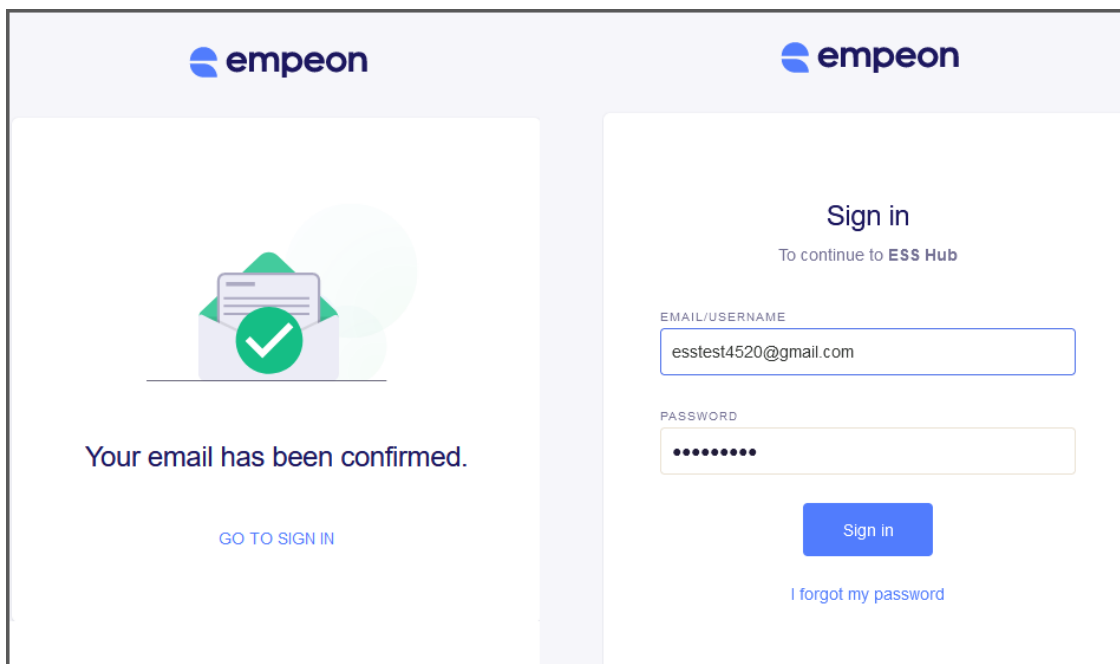 empeon
Your email has been confirmed.
GO TO SIGN IN
empeon
Sign in
To continue to ESS Hub
EMAIL/USERNAME
esstest4520@gmail.com
PASSWORD
•••••••••
Sign in
I forgot my password